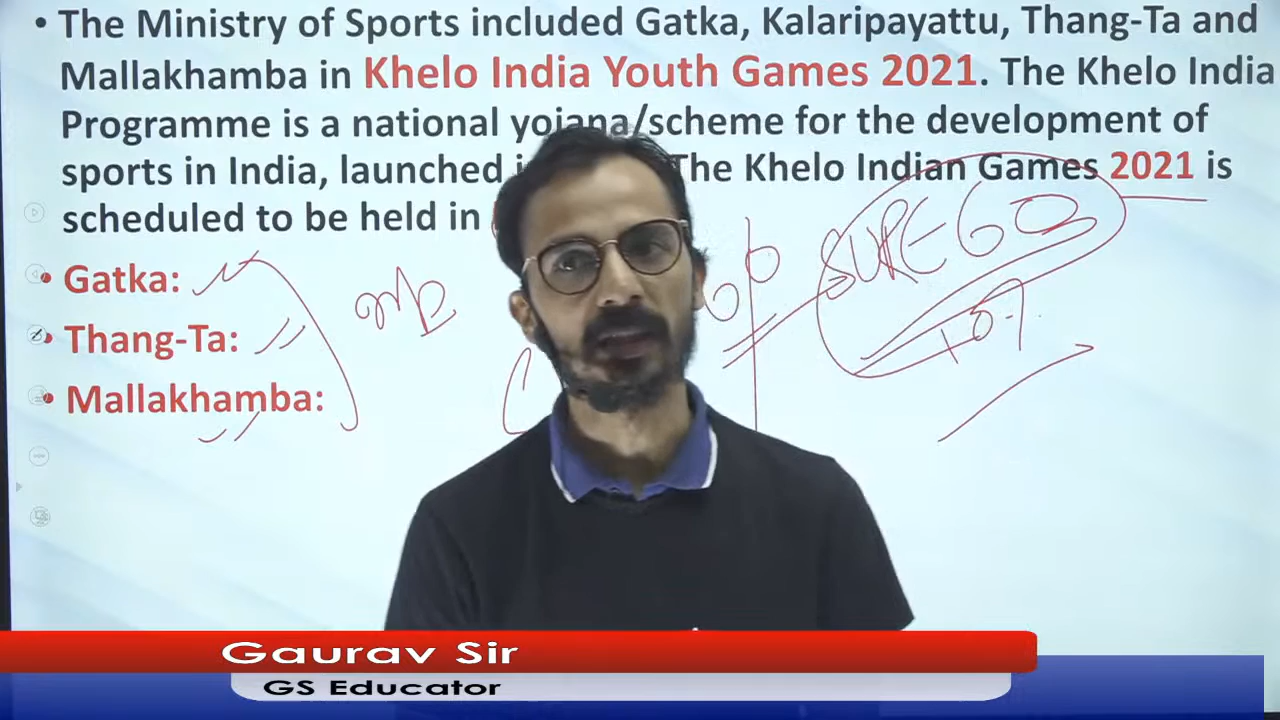 • The Ministry of Sports included Gatka, Kalaripayattu, Thang-Ta and
Mallakhamba in Khelo India Youth Games 2021. The Khelo India
Programme is a national yojana/scheme for the development of
sports in India, launched The Khelo Indian Games 2021 is
scheduled to be held in
• Gatka:
SUREGO
• Thang-Ta:
10%
• Mallakhamba:
Gaurav Sir
GS Educator